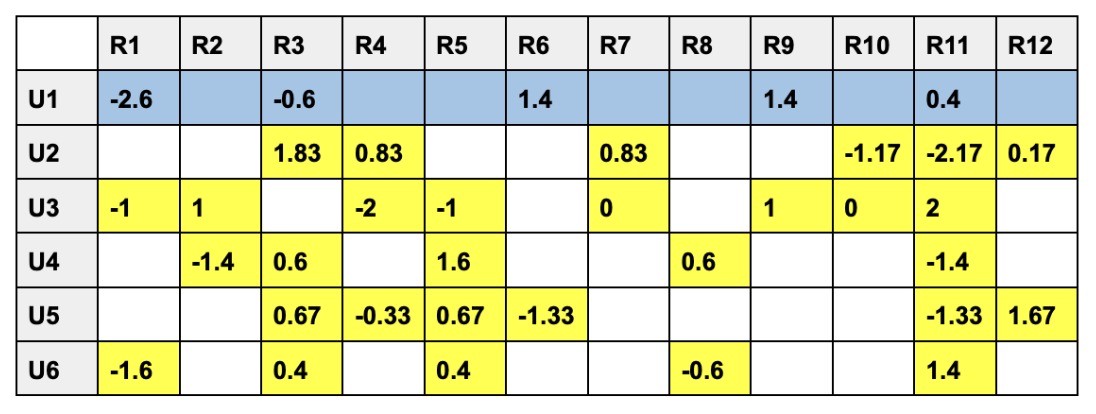 R1 R2 R3 R4 R5 R6 R7 R8 R9 R10 R11 R12
U1 -2.6 -0.6 1.4 1.4 0.4
U2 1.83 0.83 0.83 -1.17 -2.17 0.17
U3 -1 1 -2 -1 0 1 0 2
U4 -1.4 0.6 1.6 0.6 -1.4
U5 0.67 -0.33 0.67 -1.33 -1.33 1.67
U6 -1.6 0.4 0.4 -0.6 1.4